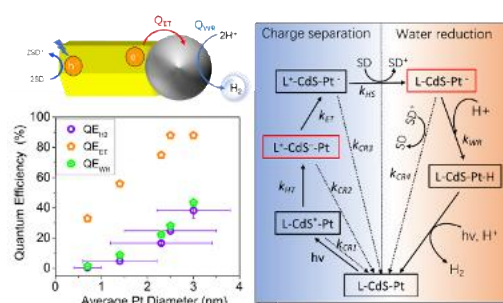 Q_ET
Q_WR
2H⁺
2SD⁺
2SD
h⁺
e⁻
H₂
Quantum Efficiency (%)
100
80
60
40
20
0
QE_H2
QE_ET
QE_WR
0
1
2
3
4
Average Pt Diameter (nm)
Charge separation
Water reduction
L⁺-CdS-Pt⁻
SD
SD⁺
k_HS
L-CdS-Pt⁻
k_ET
k_CR3
SD⁺
SD
H+
k_WR
L⁺-CdS⁻-Pt
k_CR4
k_HT
k_CR2
L-CdS-Pt-H
L-CdS*-Pt
hν
k_CR1
hν, H⁺
H₂
L-CdS-Pt